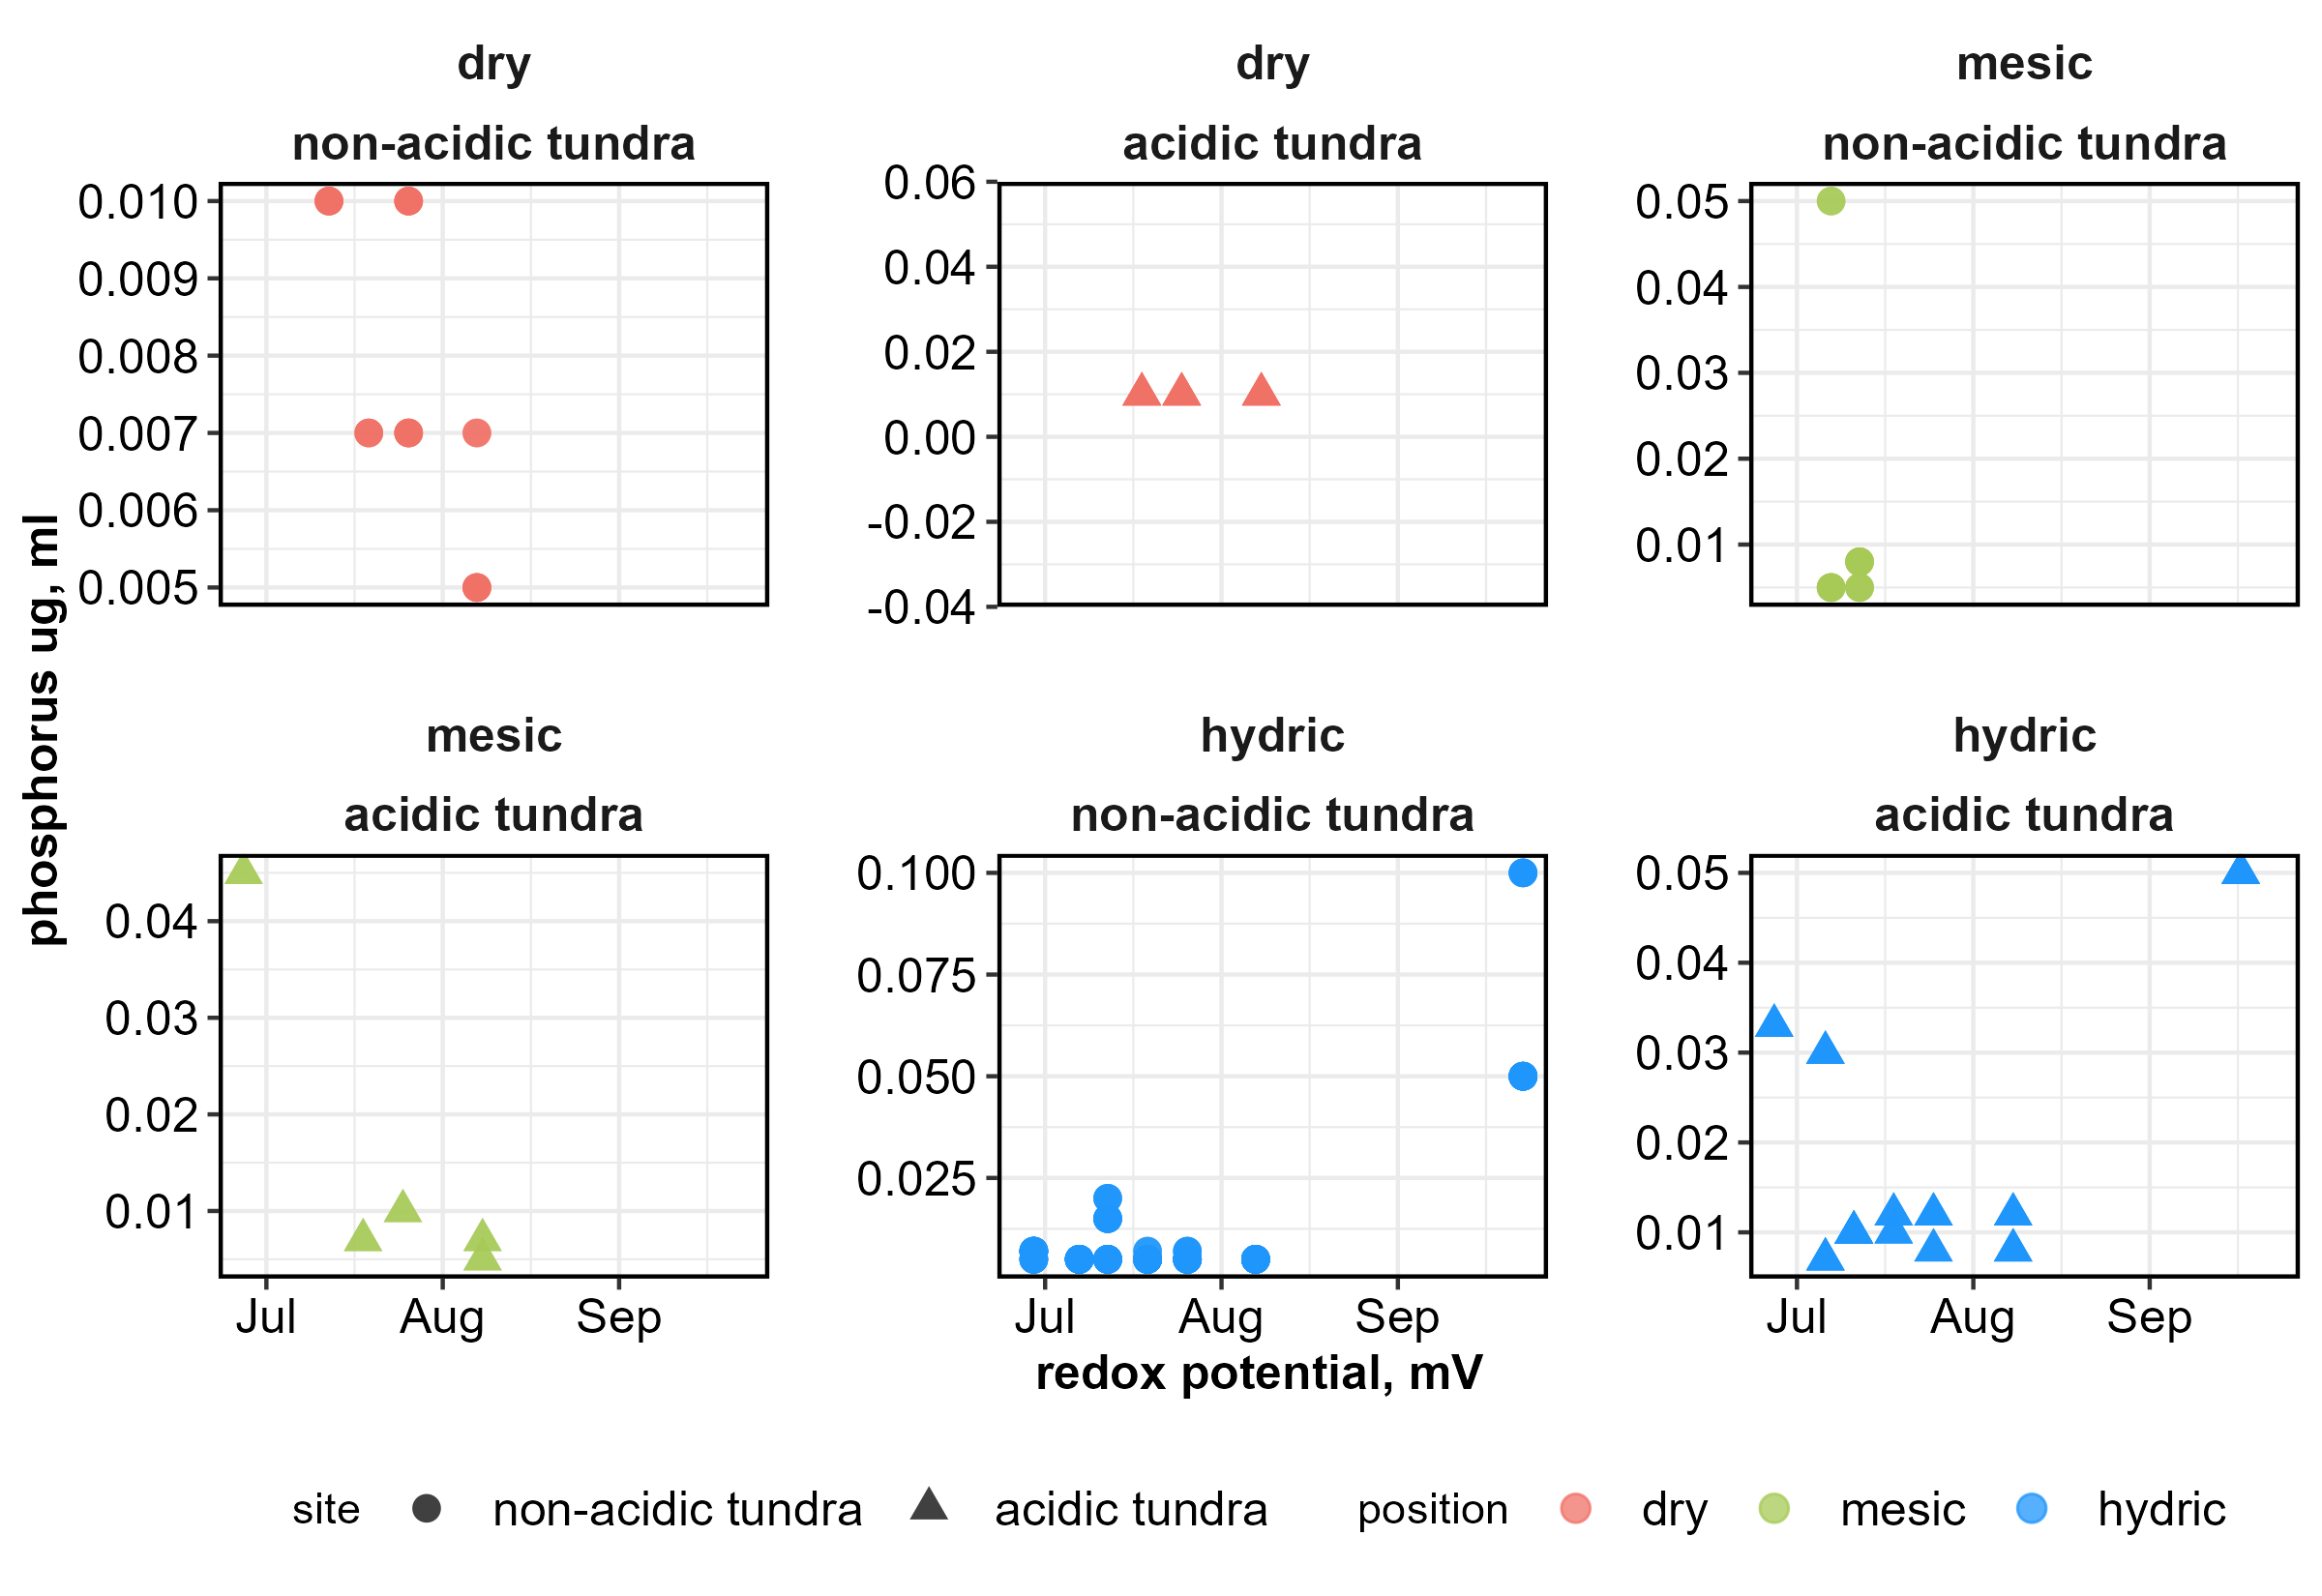 dry
non-acidic tundra
0.010
0.009
0.008
0.007
0.006
0.005
dry
acidic tundra
0.06
0.04
0.02
0.00
-0.02
-0.04
mesic
non-acidic tundra
0.05
0.04
0.03
0.02
0.01
phosphorus ug, ml
mesic
acidic tundra
0.04
0.03
0.02
0.01
Jul Aug Sep
hydric
non-acidic tundra
0.100
0.075
0.050
0.025
Jul Aug Sep
hydric
acidic tundra
0.05
0.04
0.03
0.02
0.01
Jul Aug Sep
redox potential, mV
site non-acidic tundra acidic tundra position dry mesic hydric